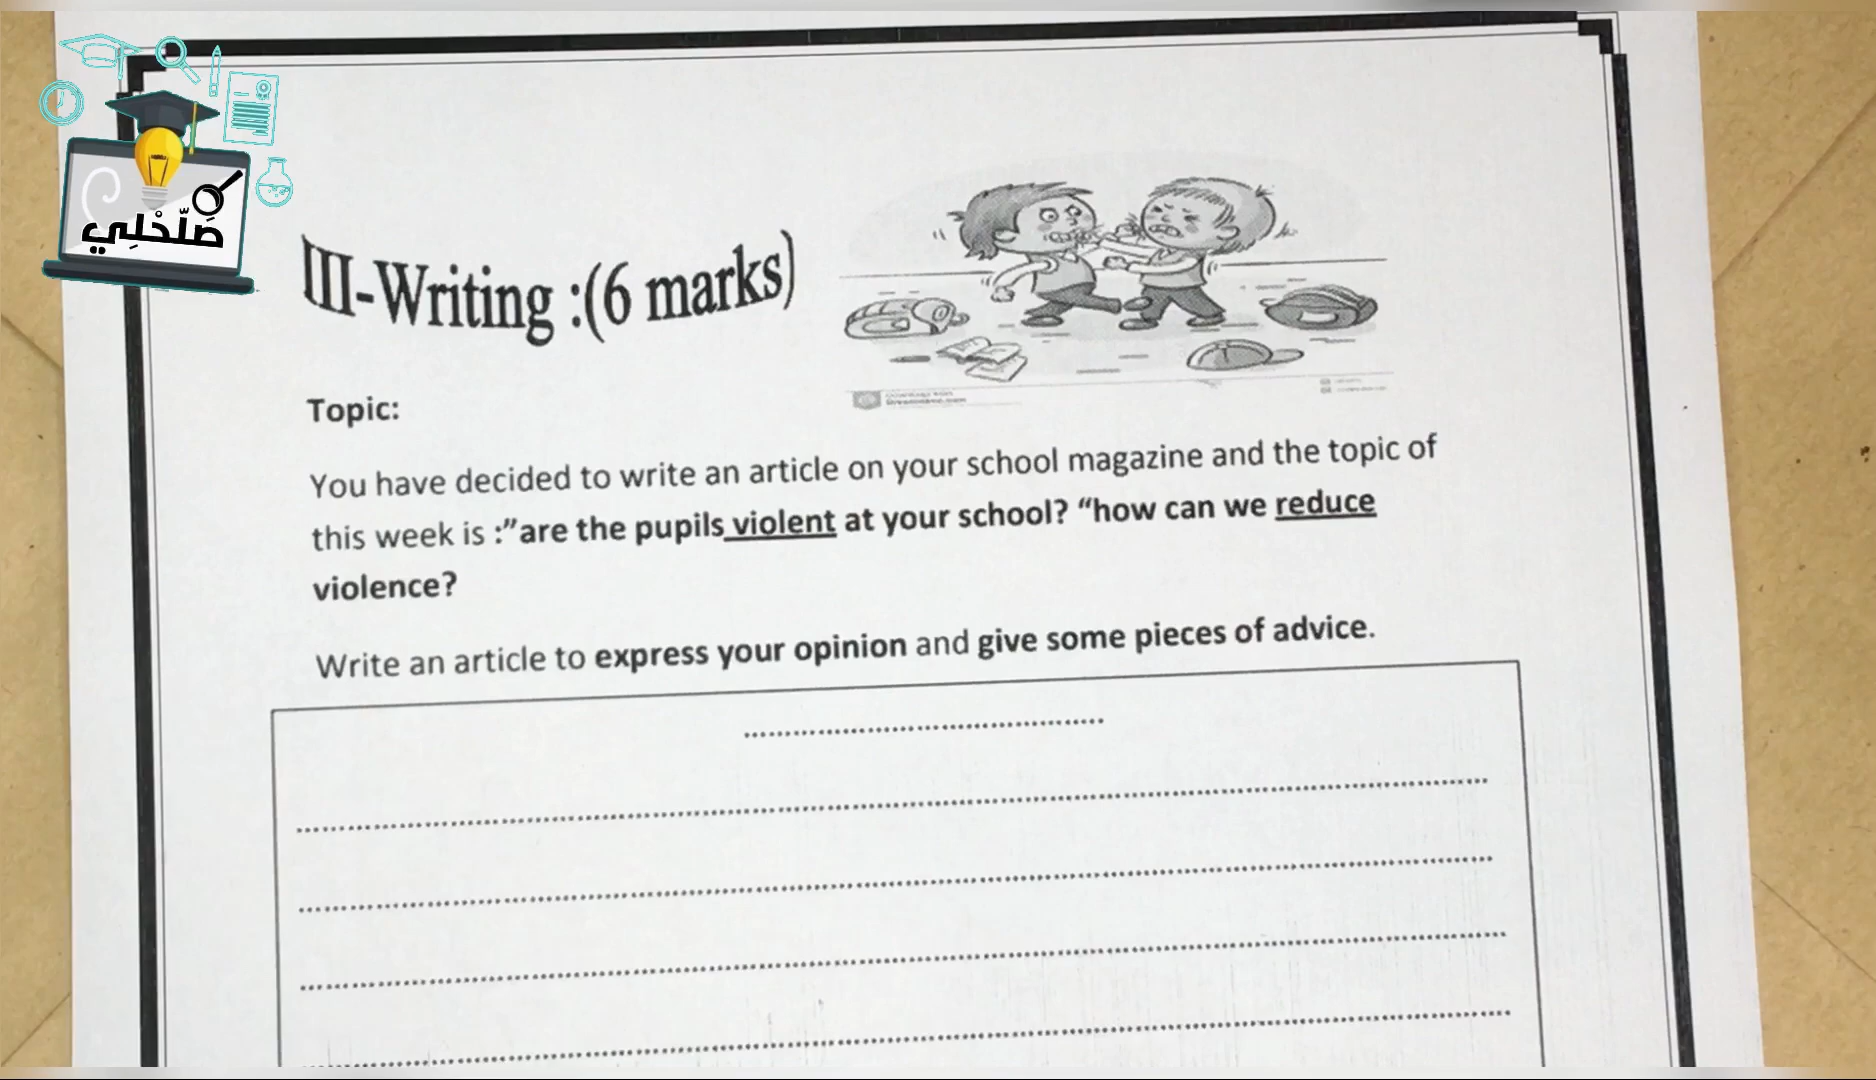 صَلَّحْلِي
III-Writing :(6 marks)
Topic:
You have decided to write an article on your school magazine and the topic of
this week is :”are the pupils violent at your school? “how can we reduce
violence?
Write an article to express your opinion and give some pieces of advice.